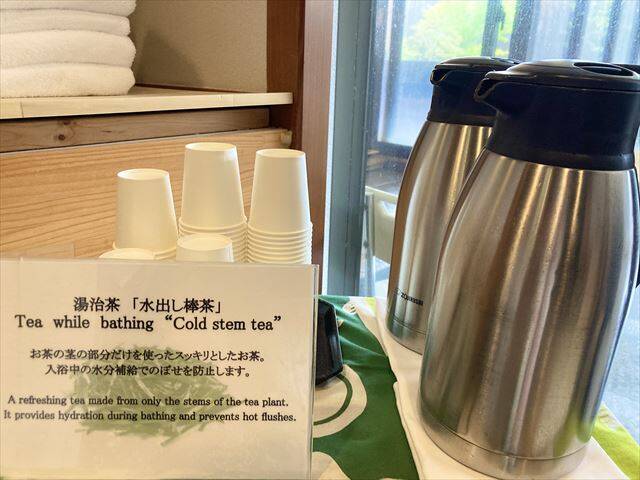 湯治茶 「水出し棒茶」
Tea while bathing “Cold stem tea”
お茶の茎の部分だけを使ったスッキリとしたお茶。
入浴中の水分補給でのぼせを防止します。
A refreshing tea made from only the stems of the tea plant.
It provides hydration during bathing and prevents hot flushes.
ZOJIRUSHI